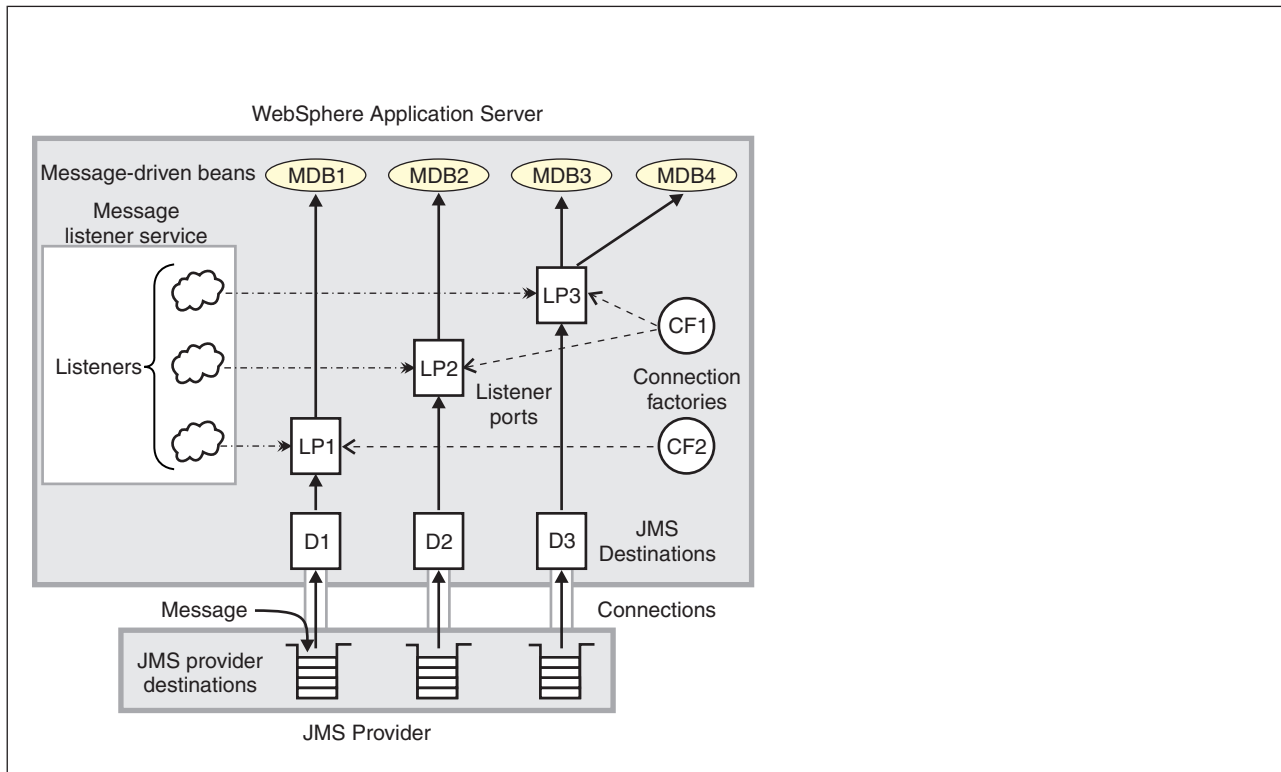 WebSphere Application Server
Message-driven beans
MDB1
MDB2
MDB3
MDB4
Message
listener service
Listeners
LP3
CF1
LP2
Listener
ports
Connection
factories
LP1
CF2
D1
D2
D3
JMS
Destinations
Message
Connections
JMS provider
destinations
JMS Provider